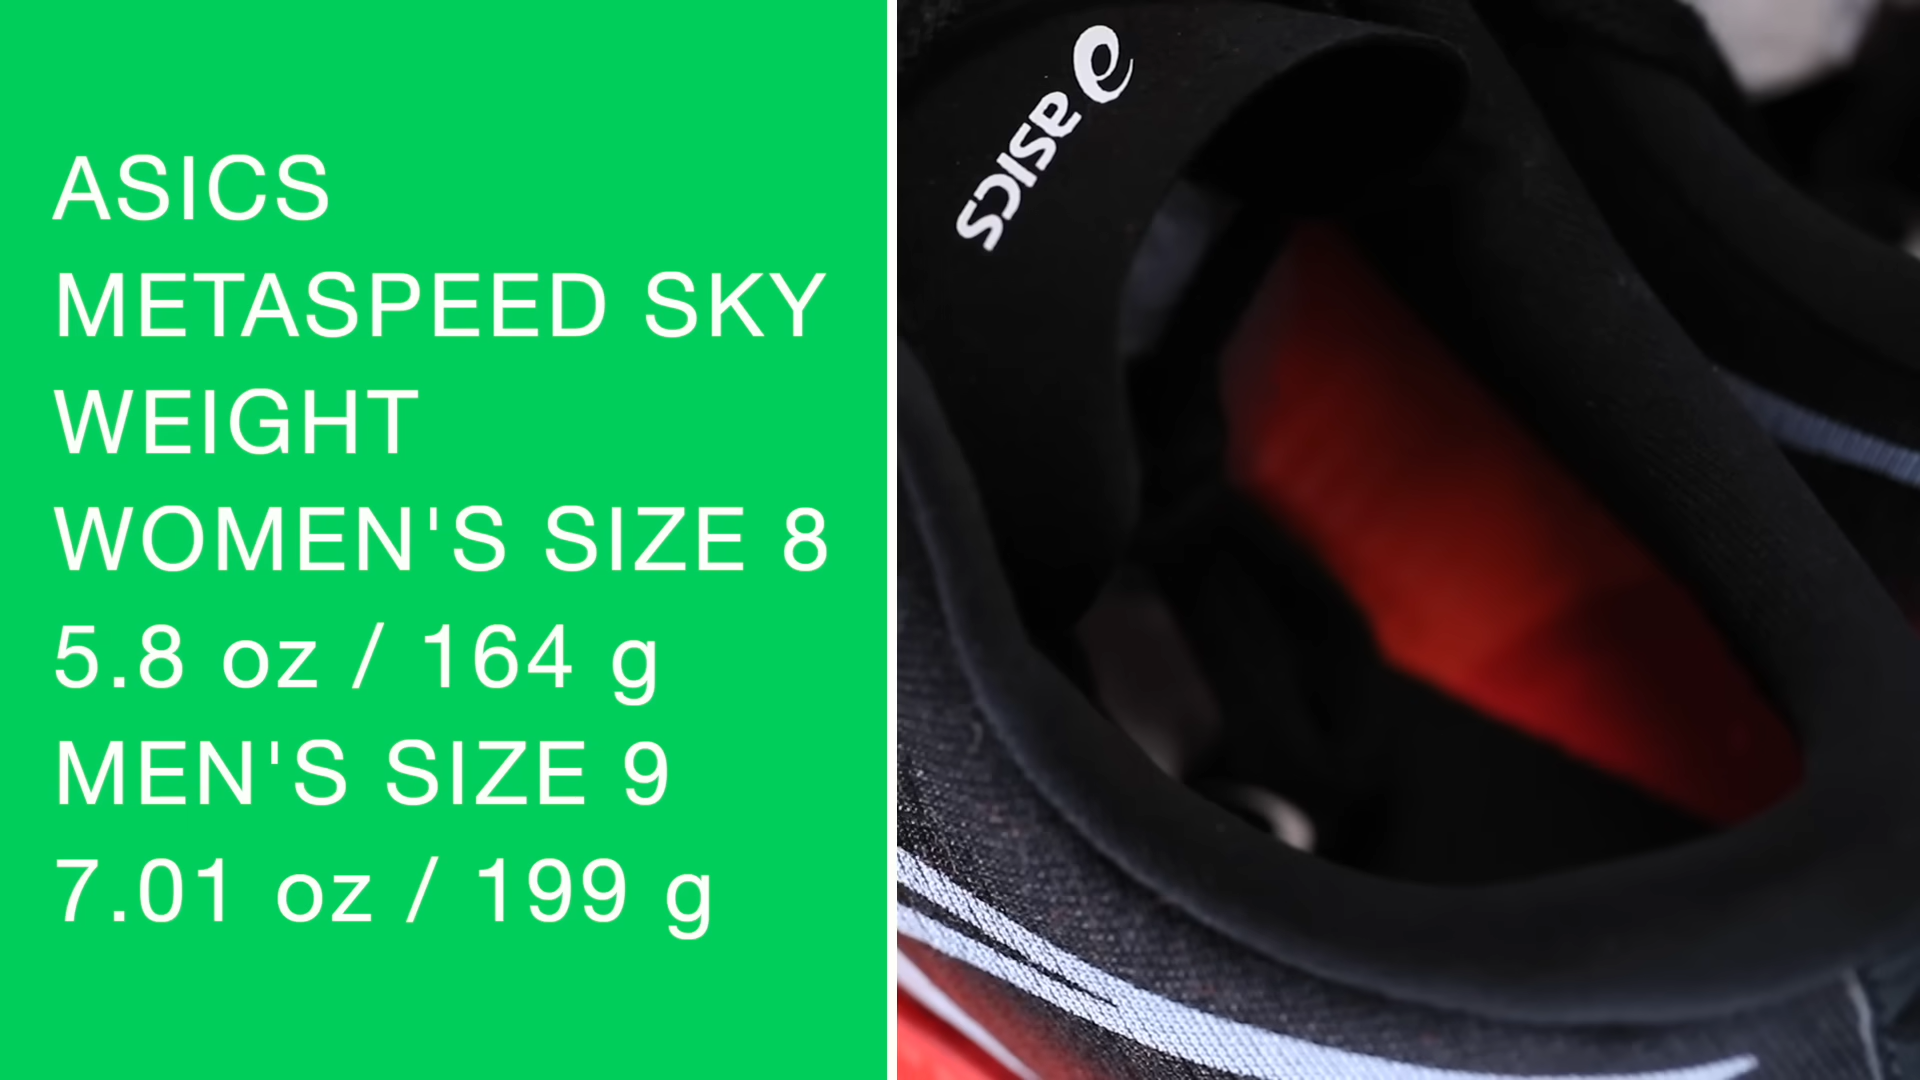 ASICS
METASPEED SKY
WEIGHT
WOMEN'S SIZE 8
5.8 oz / 164 g
MEN'S SIZE 9
7.01 oz / 199 g
asics